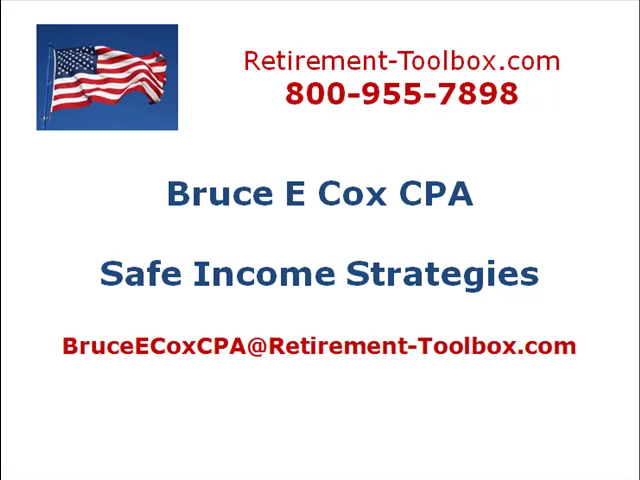 Retirement-Toolbox.com
800-955-7898
Bruce E Cox CPA
Safe Income Strategies
BruceECoxCPA@Retirement-Toolbox.com